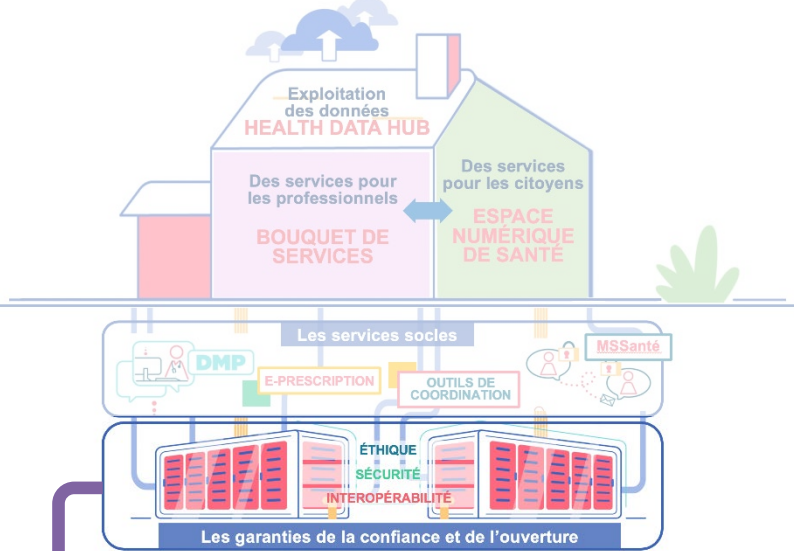 Exploitation
des données
HEALTH DATA HUB
Des services pour
les professionnels
BOUQUET DE
SERVICES
Des services
pour les citoyens
ESPACE
NUMÉRIQUE
DE SANTÉ
Les services socles
DMP
E-PRESCRIPTION
OUTILS DE
COORDINATION
MSSanté
ÉTHIQUE
SÉCURITÉ
INTEROPÉRABILITÉ
Les garanties de la confiance et de l’ouverture